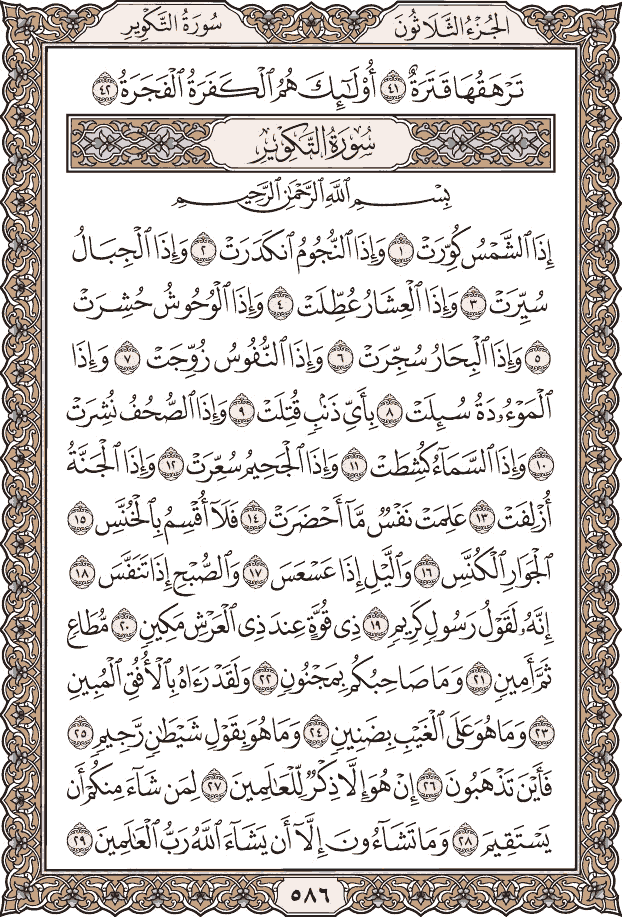 الجُزْءُ الثَّلَاثُونَ
سُورَةُ التَّكْوِيرِ
تَرْهَقُهَا قَتَرَةٌ ٤١ أُوْلَٰٓئِكَ هُمُ ٱلْكَفَرَةُ ٱلْفَجَرَةُ ٤٢
سُورَةُ التَّكْوِيرِ
بِسْمِ ٱللَّهِ ٱلرَّحْمَٰنِ ٱلرَّحِيمِ
إِذَا ٱلشَّمْسُ كُوِّرَتْ ١ وَإِذَا ٱلنُّجُومُ ٱنكَدَرَتْ ٢ وَإِذَا ٱلْجِبَالُ
سُيِّرَتْ ٣ وَإِذَا ٱلْعِشَارُ عُطِّلَتْ ٤ وَإِذَا ٱلْوُحُوشُ حُشِرَتْ
٥ وَإِذَا ٱلْبِحَارُ سُجِّرَتْ ٦ وَإِذَا ٱلنُّفُوسُ زُوِّجَتْ ٧ وَإِذَا
ٱلْمَوْءُۥدَةُ سُئِلَتْ ٨ بِأَيِّ ذَنۢبٍ قُتِلَتْ ٩ وَإِذَا ٱلصُّحُفُ نُشِرَتْ
١٠ وَإِذَا ٱلسَّمَآءُ كُشِطَتْ ١١ وَإِذَا ٱلْجَحِيمُ سُعِّرَتْ ١٢ وَإِذَا ٱلْجَنَّةُ
أُزْلِفَتْ ١٣ عَلِمَتْ نَفْسٌ مَّآ أَحْضَرَتْ ١٤ فَلَآ أُقْسِمُ بِٱلْخُنَّسِ ١٥
ٱلْجَوَارِ ٱلْكُنَّسِ ١٦ وَٱلَّيْلِ إِذَا عَسْعَسَ ١٧ وَٱلصُّبْحِ إِذَا تَنَفَّسَ ١٨
إِنَّهُۥ لَقَوْلُ رَسُولٍ كَرِيمٍ ١٩ ذِي قُوَّةٍ عِندَ ذِي ٱلْعَرْشِ مَكِينٍ ٢٠ مُّطَاعٍ
ثَمَّ أَمِينٍ ٢١ وَمَا صَاحِبُكُم بِمَجْنُونٍ ٢٢ وَلَقَدْ رَءَاهُ بِٱلْأُفُقِ ٱلْمُبِينِ
٢٣ وَمَا هُوَ عَلَى ٱلْغَيْبِ بِضَنِينٍ ٢٤ وَمَا هُوَ بِقَوْلِ شَيْطَٰنٍ رَّجِيمٍ ٢٥
فَأَيْنَ تَذْهَبُونَ ٢٦ إِنْ هُوَ إِلَّا ذِكْرٌ لِّلْعَٰلَمِينَ ٢٧ لِمَن شَآءَ مِنكُمْ أَن
يَسْتَقِيمَ ٢٨ وَمَا تَشَآءُونَ إِلَّآ أَن يَشَآءَ ٱللَّهُ رَبُّ ٱلْعَٰلَمِينَ ٢٩
٥٨٦